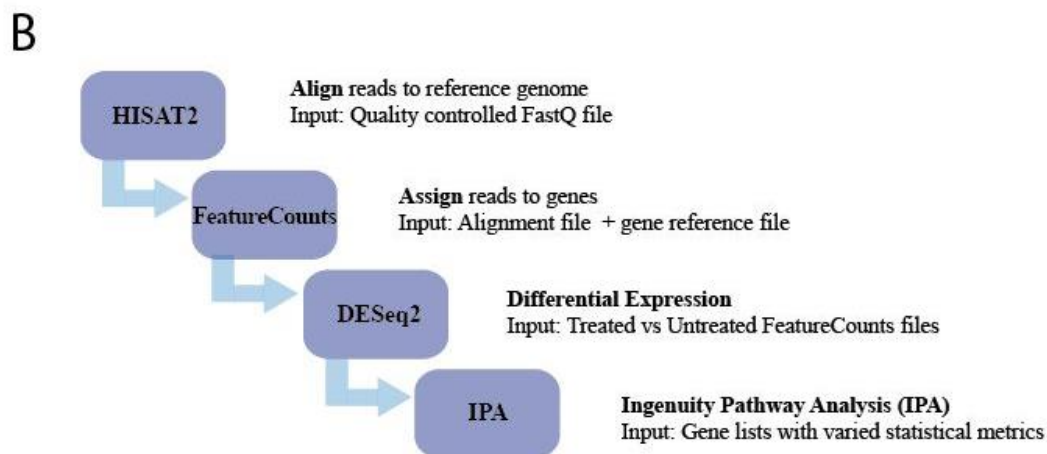 B
HISAT2
Align reads to reference genome
Input: Quality controlled FastQ file
FeatureCounts
Assign reads to genes
Input: Alignment file + gene reference file
DESeq2
Differential Expression
Input: Treated vs Untreated FeatureCounts files
IPA
Ingenuity Pathway Analysis (IPA)
Input: Gene lists with varied statistical metrics